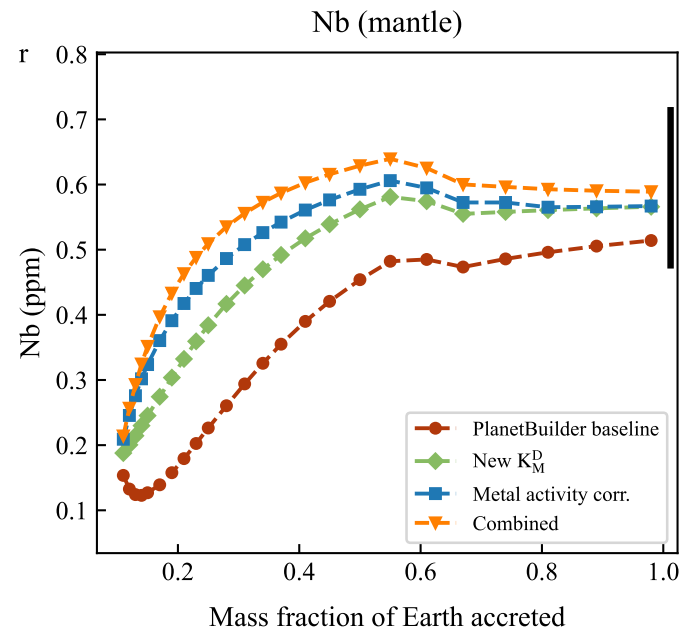 Nb (mantle)
r
0.8
0.7
0.6
0.5
0.4
0.3
0.2
0.1
Nb (ppm)
PlanetBuilder baseline
New K$_{\mathrm{M}}^{\mathrm{D}}$
Metal activity corr.
Combined
0.2 0.4 0.6 0.8 1.0
Mass fraction of Earth accreted